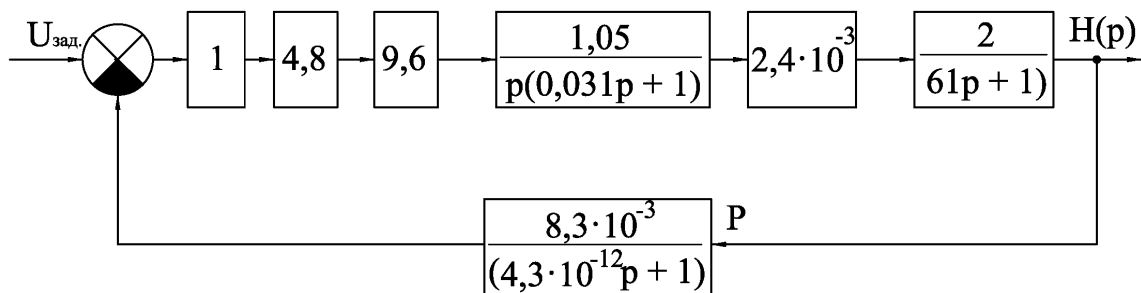 Uзад.
1
4,8
9,6
1,05
p(0,031p + 1)
2,4·10⁻³
2
61p + 1)
H(p)
8,3·10⁻³
(4,3·10⁻¹²p + 1)
P